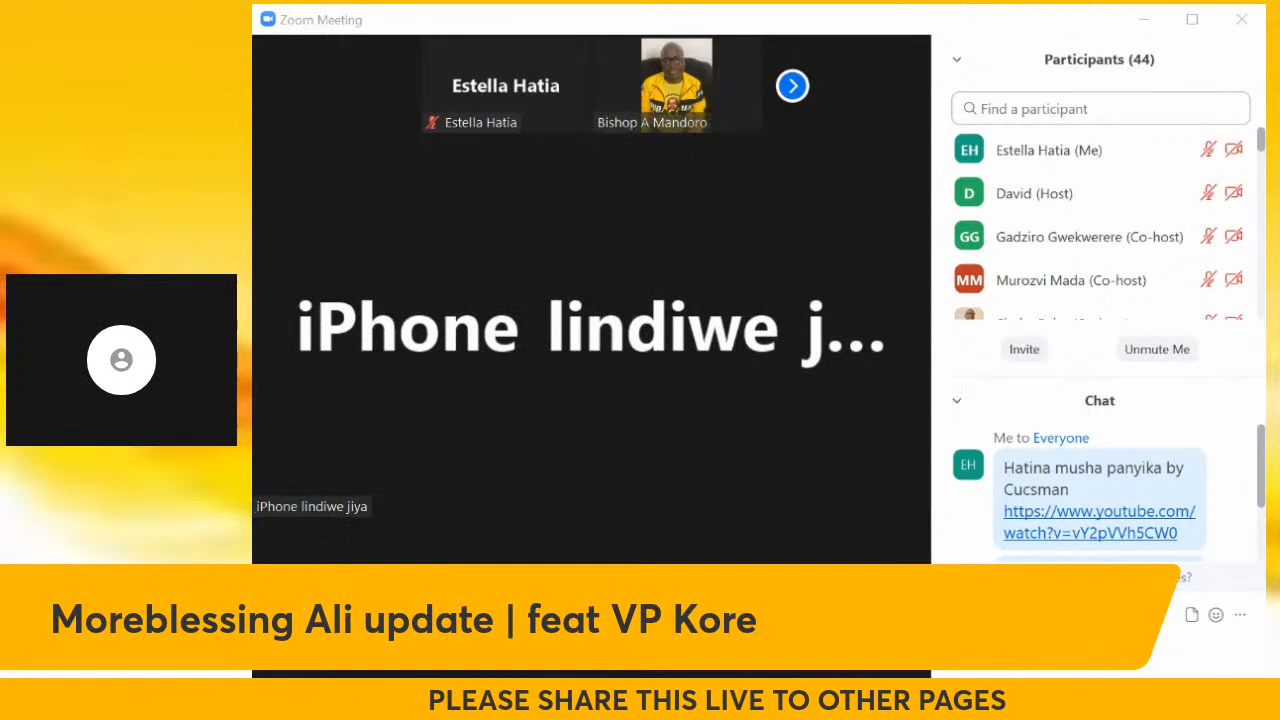 Zoom Meeting
Estella Hatia
Estella Hatia
Bishop A Mandoro
iPhone lindiwe j...
iPhone lindiwe jiya
Participants (44)
Find a participant
EH Estella Hatia (Me)
D David (Host)
GG Gadziro Gwekwerere (Co-host)
MM Murozvi Mada (Co-host)
Invite Unmute Me
Chat
Me to Everyone
EH
Hatina musha panyika by
Cucsman
https://www.youtube.com/
watch?v=vY2pVVh5CW0
Moreblessing Ali update | feat VP Kore
PLEASE SHARE THIS LIVE TO OTHER PAGES